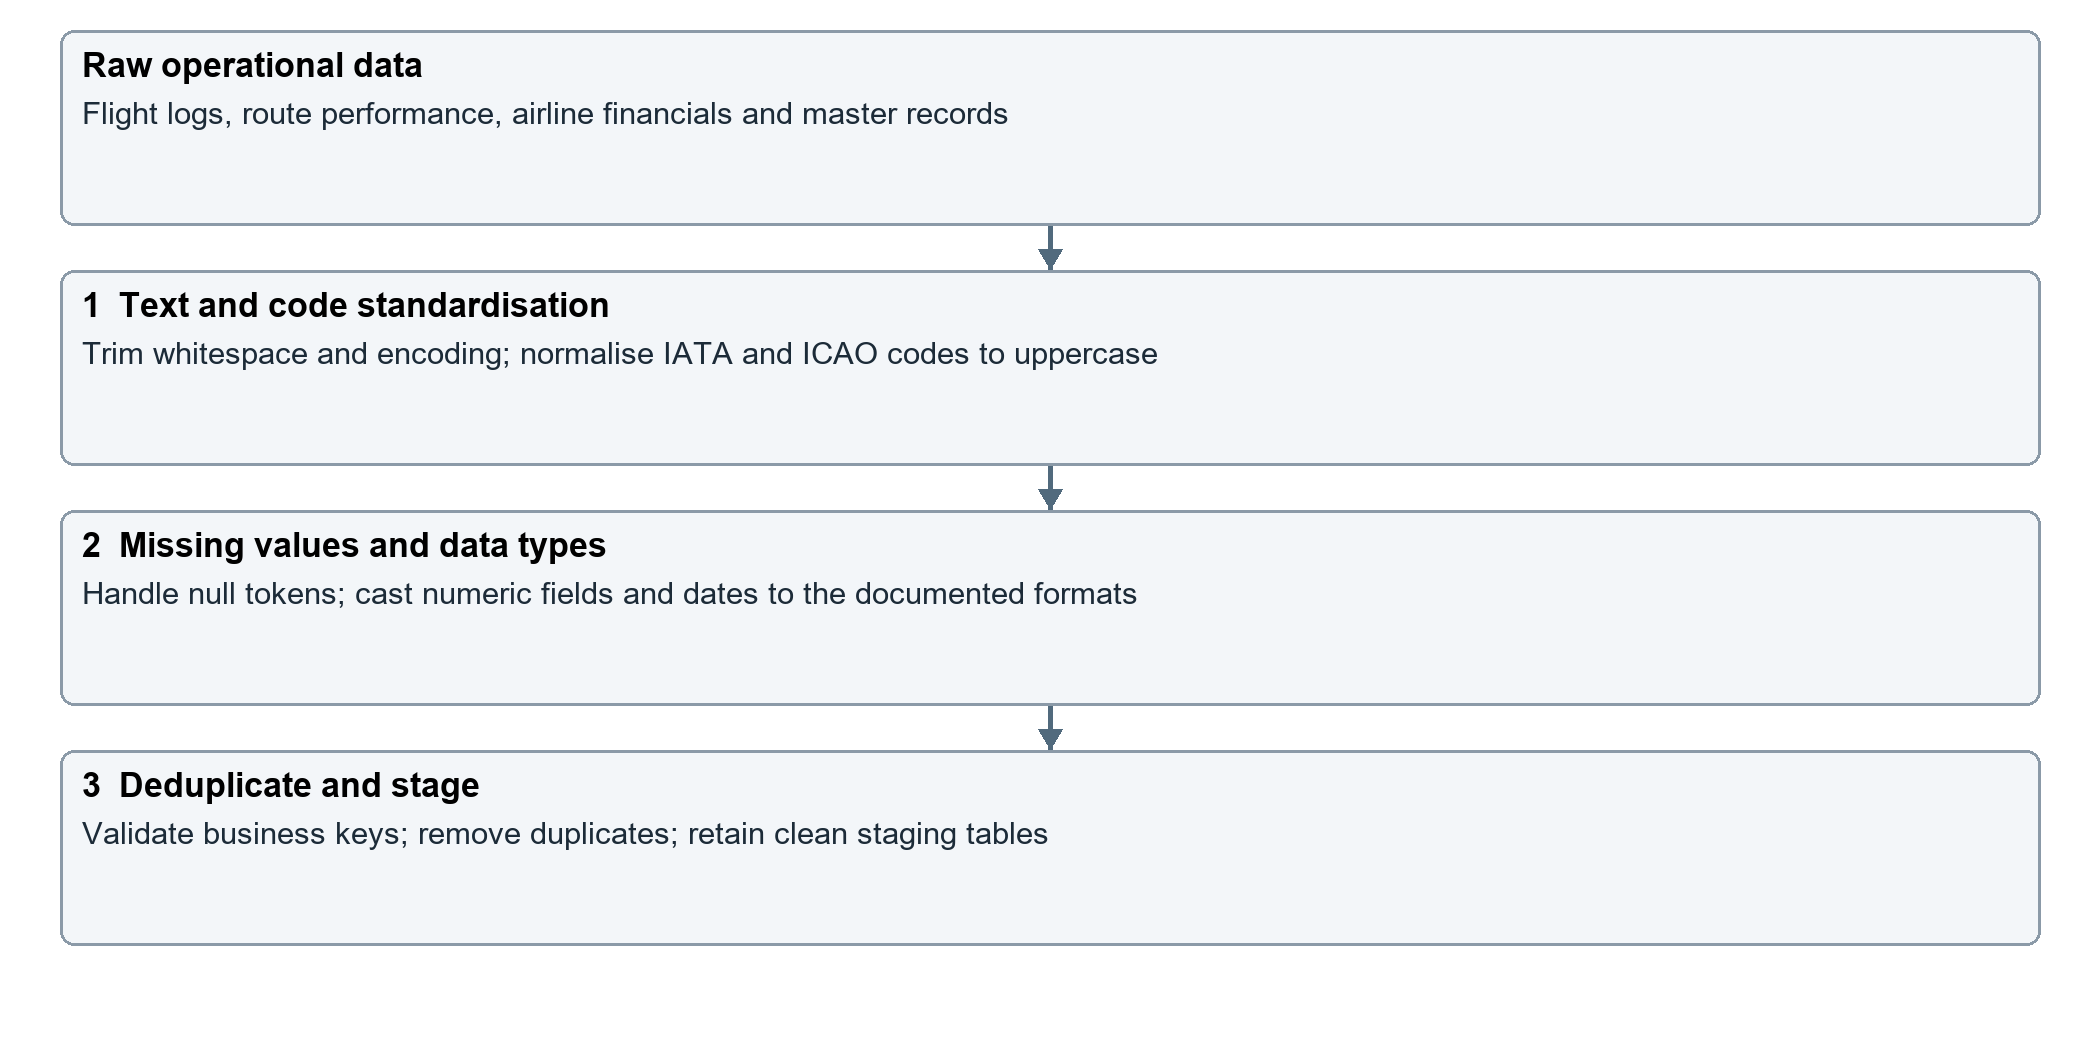 Raw operational data
Flight logs, route performance, airline financials and master records
1  Text and code standardisation
Trim whitespace and encoding; normalise IATA and ICAO codes to uppercase
2  Missing values and data types
Handle null tokens; cast numeric fields and dates to the documented formats
3  Deduplicate and stage
Validate business keys; remove duplicates; retain clean staging tables